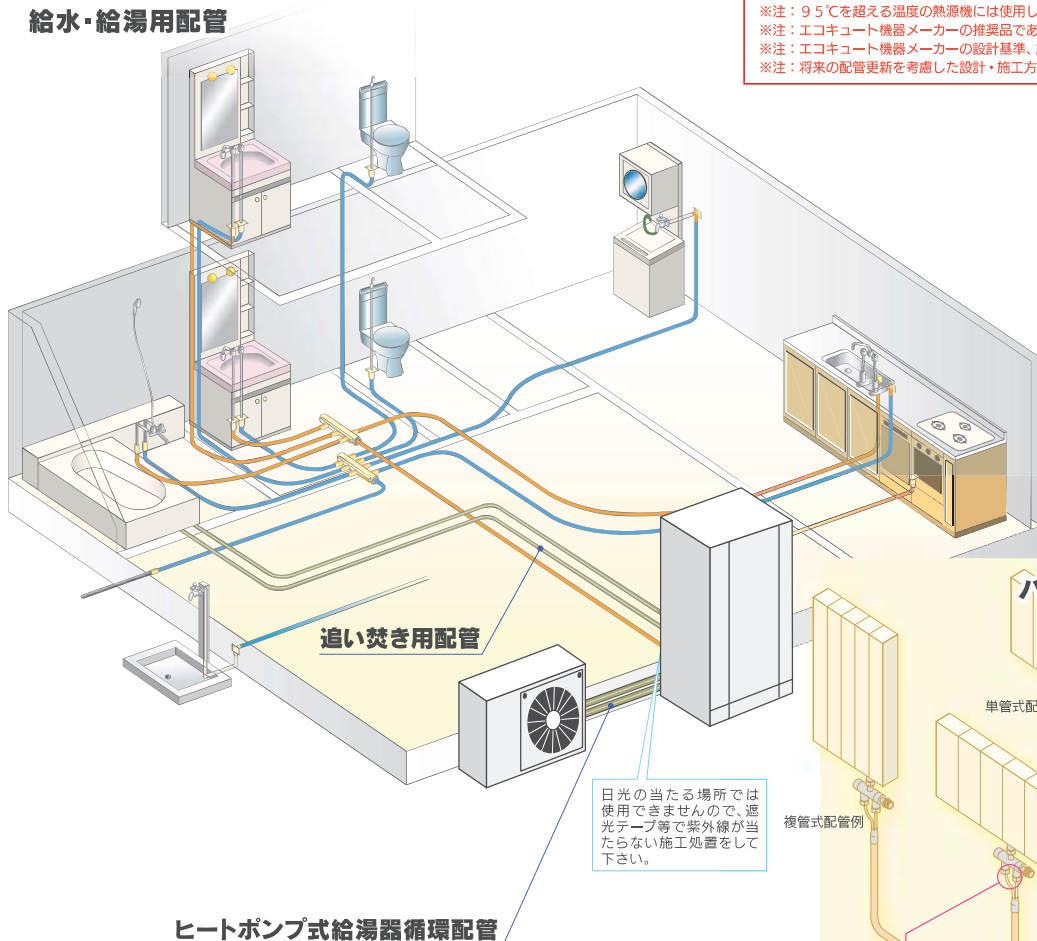 給水・給湯用配管
※注：９５℃を超える温度の熱源機には使用し
※注：エコキュート機器メーカーの推奨品であ
※注：エコキュート機器メーカーの設計基準、
※注：将来の配管更新を考慮した設計・施工方
追い焚き用配管
単管式配
日光の当たる場所では
使用できませんので、遮
光テープ等で紫外線が当
たらない施工処置をして
下さい。
複管式配管例
ヒートポンプ式給湯器循環配管